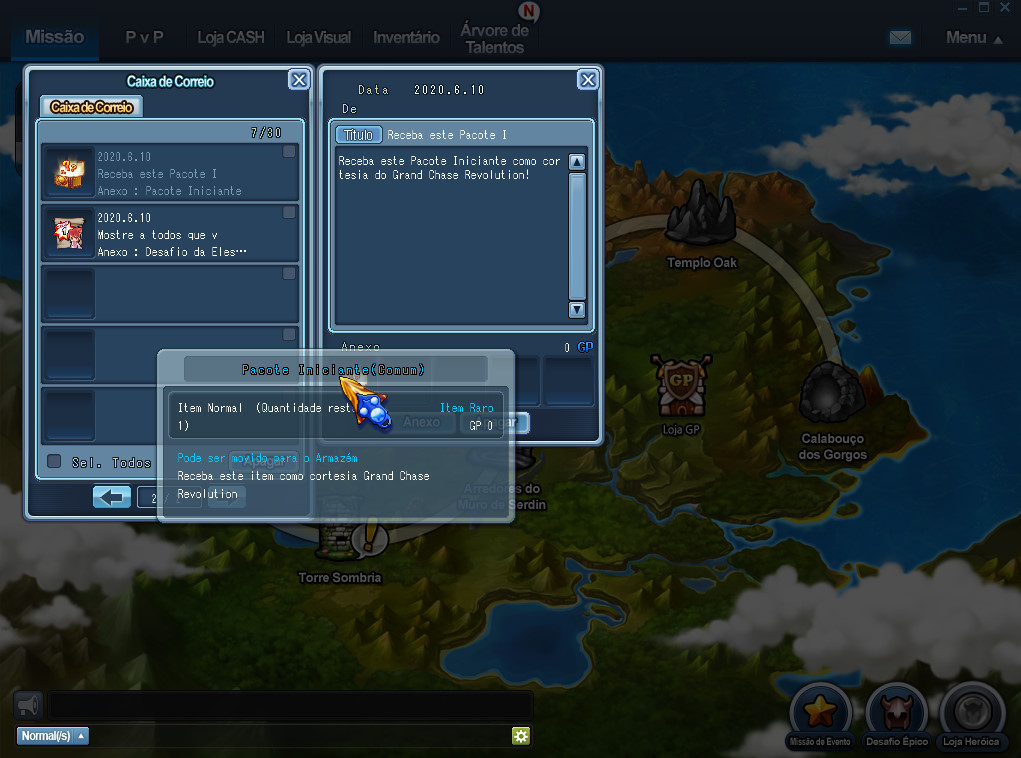 N
Missão
P v P
Loja CASH
Loja Visual
Inventário
Árvore de
Talentos
Menu
Caixa de Correio
Caixa de Correio
7/30
2020.6.10
Receba este Pacote I
Anexo : Pacote Iniciante
2020.6.10
Mostre a todos que v
Anexo : Desafio da Eles…
Sel. Todos
Apagar
2 /
Data 2020.6.10
De
Título Receba este Pacote I
Receba este Pacote Iniciante como cor
tesia do Grand Chase Revolution!
Anexo
0 GP
Anexo
Pacote Iniciante(Comum)
Item Normal (Quantidade rest.
1)
Item Raro
GP 0
Pode ser movido para o Armazém
Receba este item como cortesia Grand Chase
Revolution
Templo Oak
GP
Loja GP
Calabouço
dos Gorgos
Arredores do
Muro de Serdin
Torre Sombria
Normal(/s)
Missão de Evento
Desafio Épico
Loja Heróica